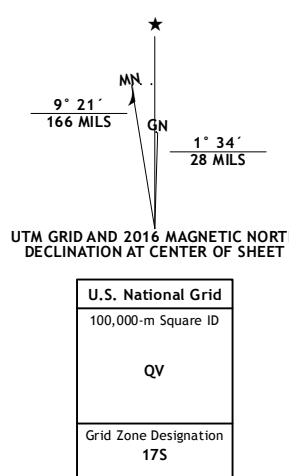 ★
MN
9° 21´
166 MILS
GN
1° 34´
28 MILS
UTM GRID AND 2016 MAGNETIC NORT
DECLINATION AT CENTER OF SHEET
U.S. National Grid
100,000-m Square ID
QV
Grid Zone Designation
17S